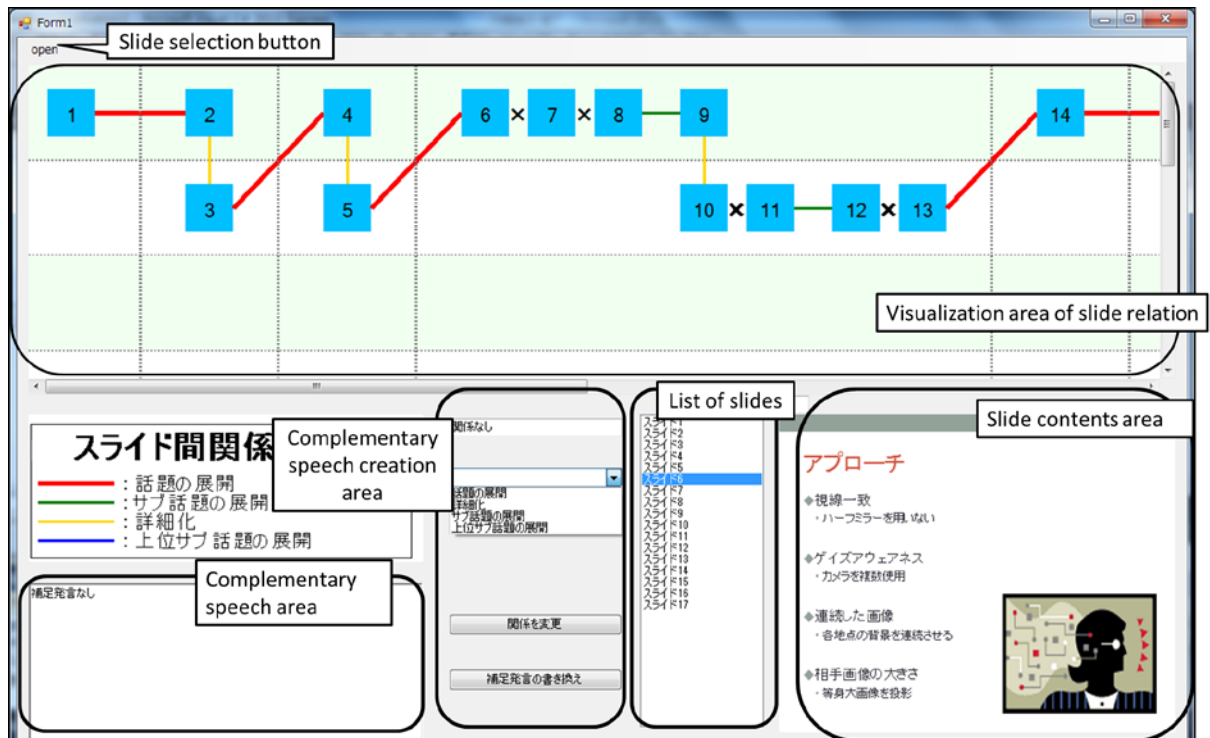 Form1
open
Slide selection button
1
2
4
6
×
7
×
8
9
14
3
5
10
×
11
12
×
13
Visualization area of slide relation
スライド間関係
：話題の展開
：サブ話題の展開
：詳細化
：上位サブ話題の展開
Complementary
speech creation
area
関係なし
話題の展開
詳細化
サブ話題の展開
上位サブ話題の展開
関係を変更
補足発言の書き換え
Complementary
speech area
補足発言なし
List of slides
スライド1
スライド2
スライド3
スライド4
スライド5
スライド6
スライド7
スライド8
スライド9
スライド10
スライド11
スライド12
スライド13
スライド14
スライド15
スライド16
スライド17
Slide contents area
アプローチ
◆視線一致
・ハーフミラーを用いない
◆ゲイズアウェアネス
・カメラを複数使用
◆連続した画像
・各地点の背景を連続させる
◆相手画像の大きさ
・等身大画像を投影